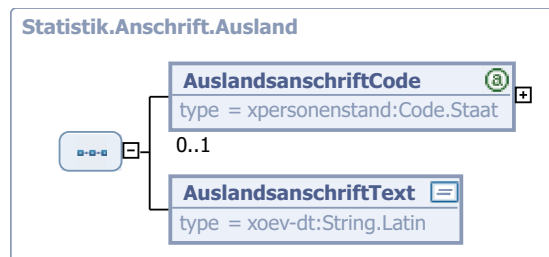 Statistik.Anschrift.Ausland
AuslandsanschriftCode
type = xpersonenstand:Code.Staat
0..1
AuslandsanschriftText
type = xoev-dt:String.Latin